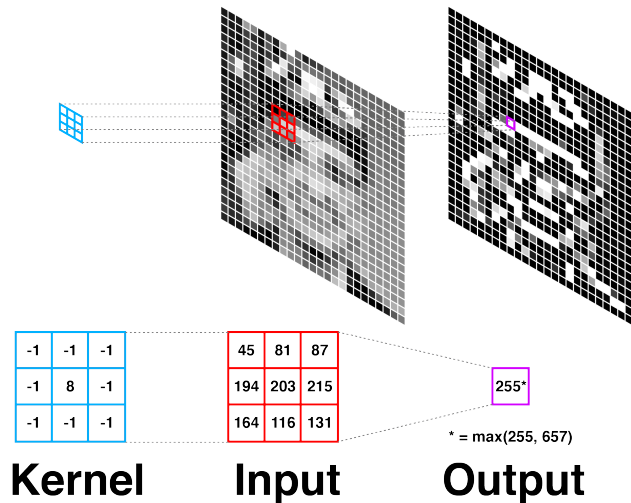 -1 -1 -1 45 81 87
-1 8 -1 194 203 215 255*
-1 -1 -1 164 116 131
* = max(255, 657)
Kernel Input Output